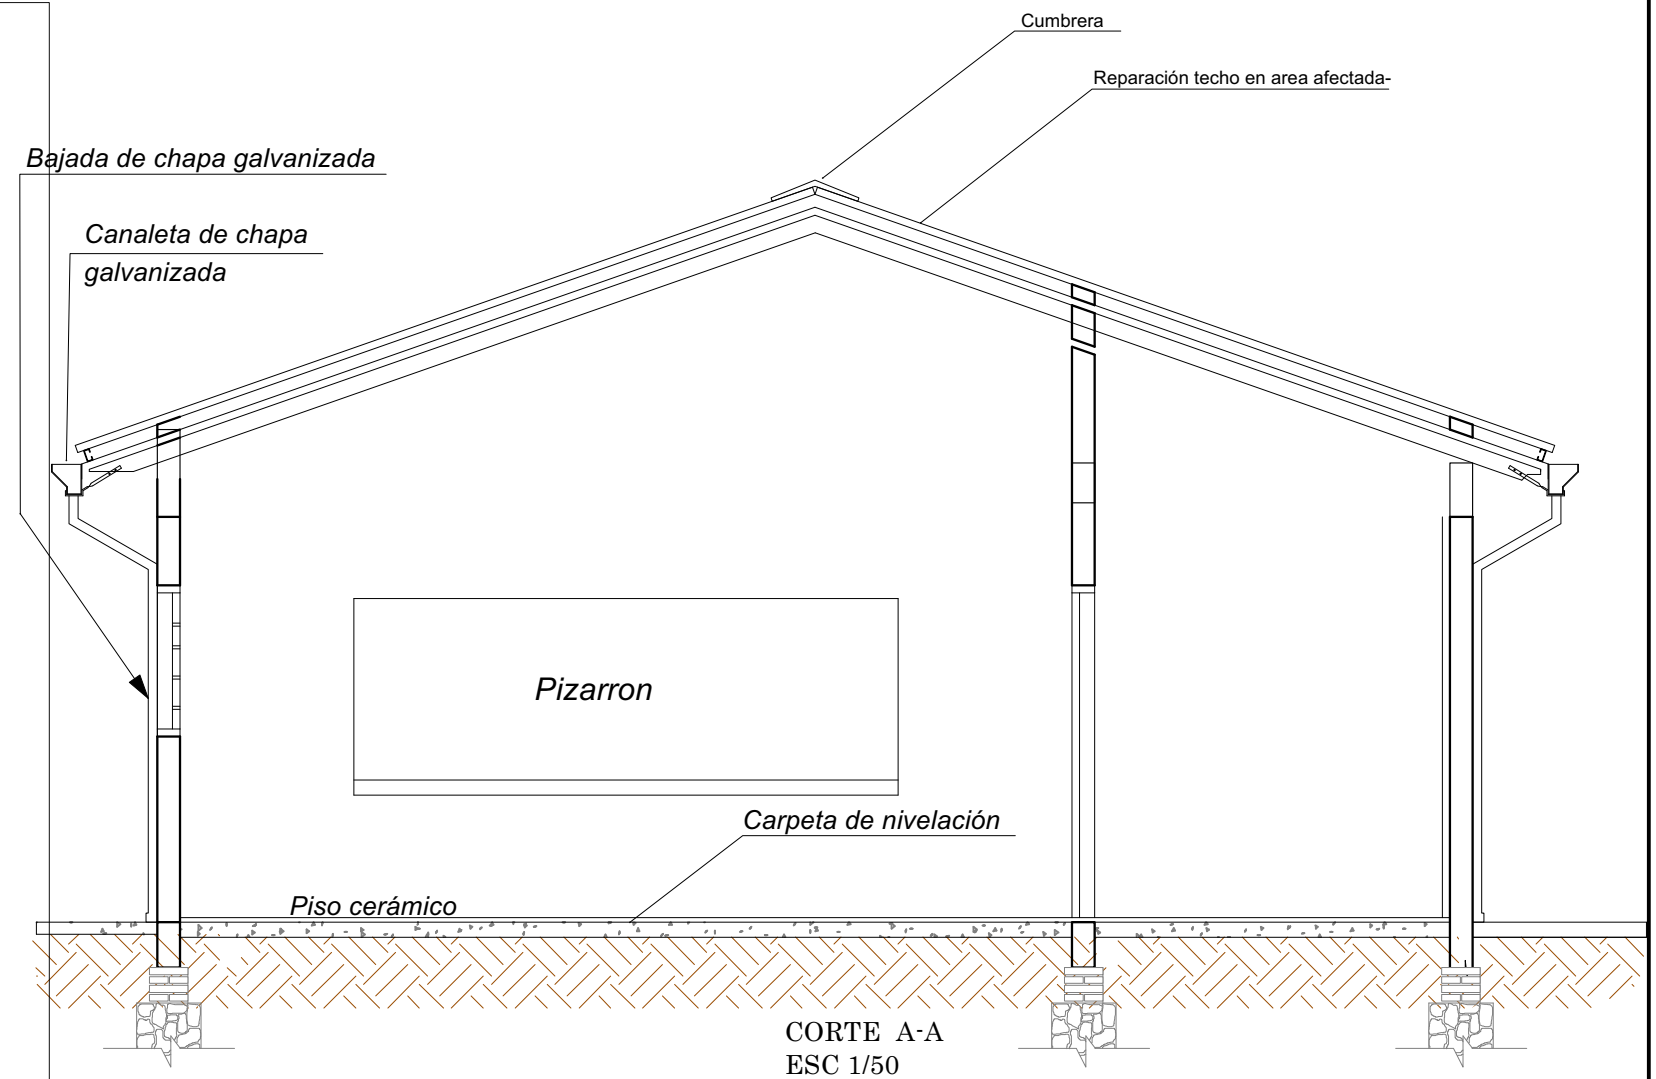 Cumbrera
Reparación techo en area afectada-
Bajada de chapa galvanizada
Canaleta de chapa
galvanizada
Pizarron
Carpeta de nivelación
Piso cerámico
CORTE A-A
ESC 1/50